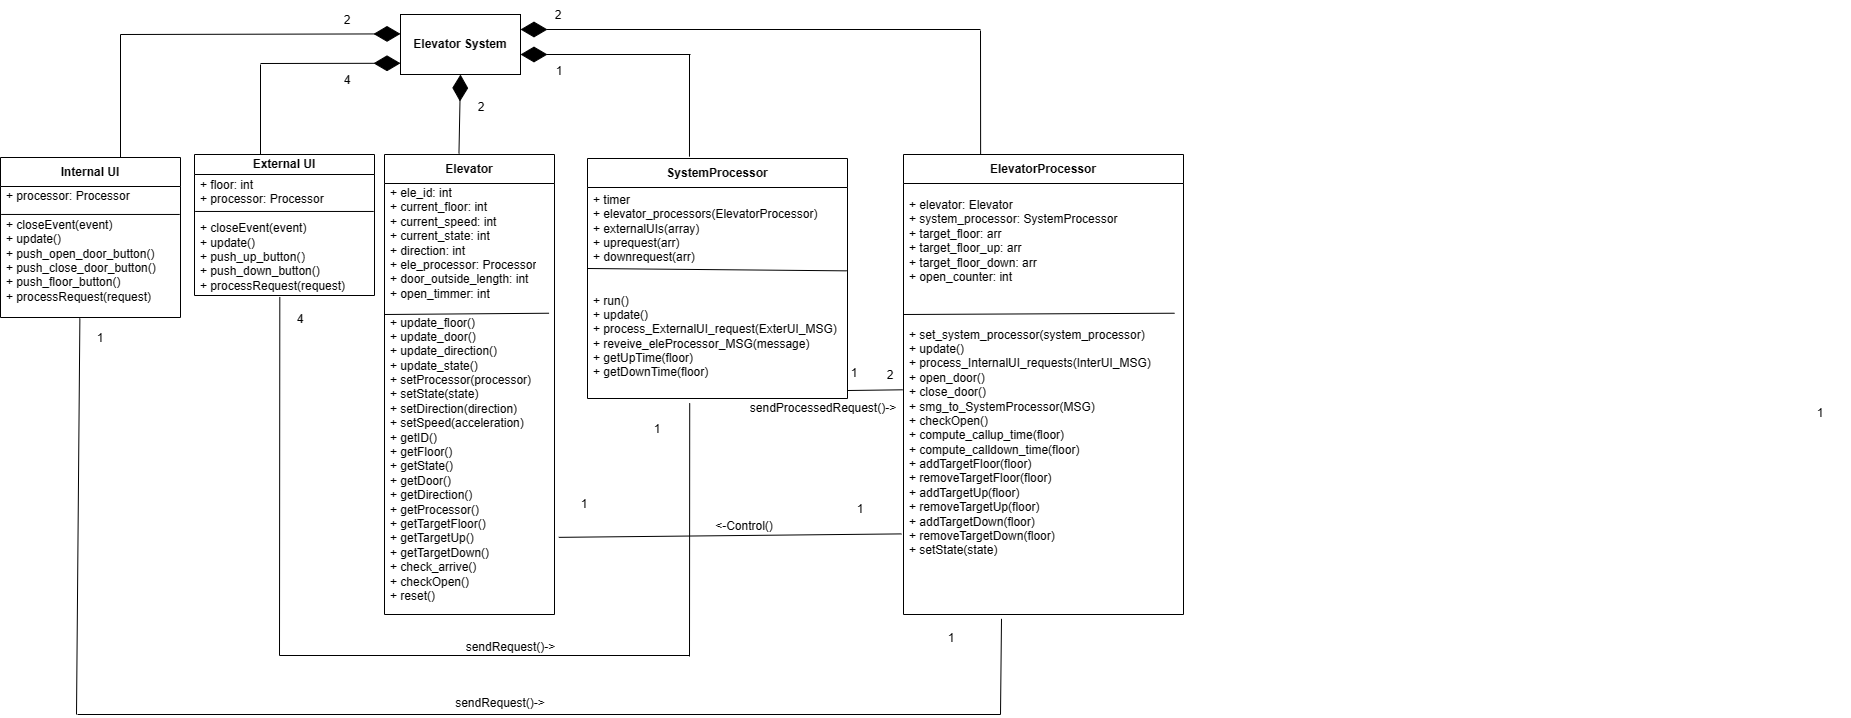 2
2
Elevator System
4
1
2
Internal UI
+ processor: Processor
+ closeEvent(event)
+ update()
+ push_open_door_button()
+ push_close_door_button()
+ push_floor_button()
+ processRequest(request)
1
External UI
+ floor: int
+ processor: Processor
+ closeEvent(event)
+ update()
+ push_up_button()
+ push_down_button()
+ processRequest(request)
4
Elevator
+ ele_id: int
+ current_floor: int
+ current_speed: int
+ current_state: int
+ direction: int
+ ele_processor: Processor
+ door_outside_length: int
+ open_timmer: int
+ update_floor()
+ update_door()
+ update_direction()
+ update_state()
+ setProcessor(processor)
+ setState(state)
+ setDirection(direction)
+ setSpeed(acceleration)
+ getID()
+ getFloor()
+ getState()
+ getDoor()
+ getDirection()
+ getProcessor()
+ getTargetFloor()
+ getTargetUp()
+ getTargetDown()
+ check_arrive()
+ checkOpen()
+ reset()
SystemProcessor
+ timer
+ elevator_processors(ElevatorProcessor)
+ externalUIs(array)
+ uprequest(arr)
+ downrequest(arr)
+ run()
+ update()
+ process_ExternalUI_request(ExterUI_MSG)
+ reveive_eleProcessor_MSG(message)
+ getUpTime(floor)
+ getDownTime(floor)
1
2
sendProcessedRequest()->
1
1
1
<-Control()
ElevatorProcessor
+ elevator: Elevator
+ system_processor: SystemProcessor
+ target_floor: arr
+ target_floor_up: arr
+ target_floor_down: arr
+ open_counter: int
+ set_system_processor(system_processor)
+ update()
+ process_InternalUI_requests(InterUI_MSG)
+ open_door()
+ close_door()
+ smg_to_SystemProcessor(MSG)
+ checkOpen()
+ compute_callup_time(floor)
+ compute_calldown_time(floor)
+ addTargetFloor(floor)
+ removeTargetFloor(floor)
+ addTargetUp(floor)
+ removeTargetUp(floor)
+ addTargetDown(floor)
+ removeTargetDown(floor)
+ setState(state)
1
1
sendRequest()->
sendRequest()->